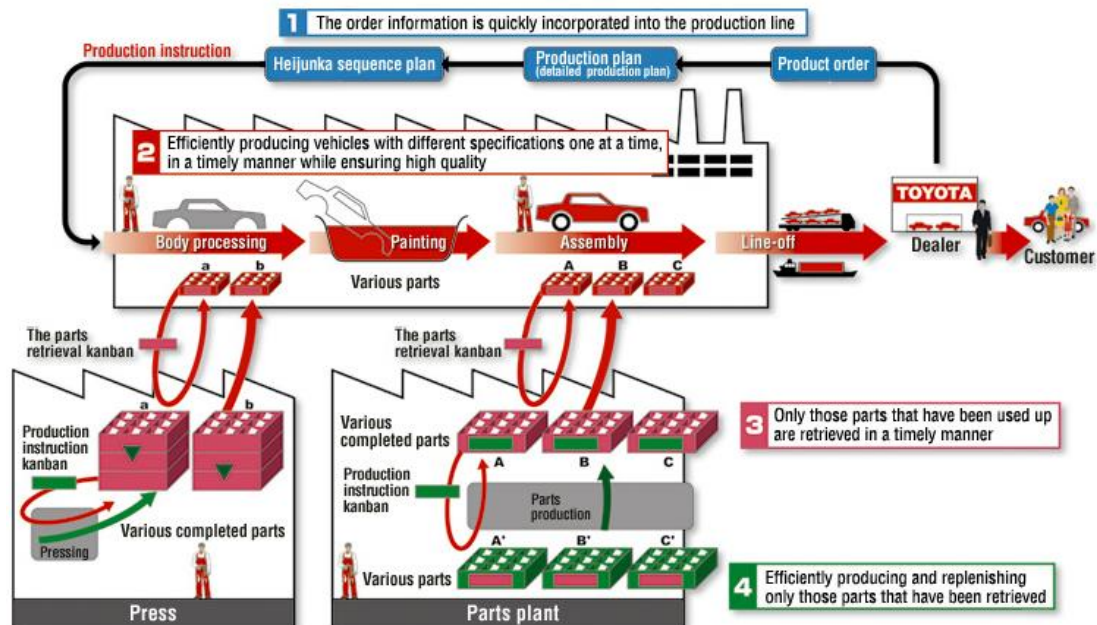 1 The order information is quickly incorporated into the production line
Production instruction
Heijunka sequence plan
Production plan
(detailed production plan)
Product order
2 Efficiently producing vehicles with different specifications one at a time,
in a timely manner while ensuring high quality
TOYOTA
Body processing
Painting
Assembly
Line-off
Dealer
Customer
a
b
Various parts
A
B
C
The parts
retrieval kanban
The parts
retrieval kanban
a
b
Production
instruction
kanban
Pressing
Various completed parts
Press
Various
completed parts
A
B
C
Production
instruction
kanban
Parts
production
A'
B'
C'
Various parts
Parts plant
3 Only those parts that have been used up
are retrieved in a timely manner
4 Efficiently producing and replenishing
only those parts that have been retrieved